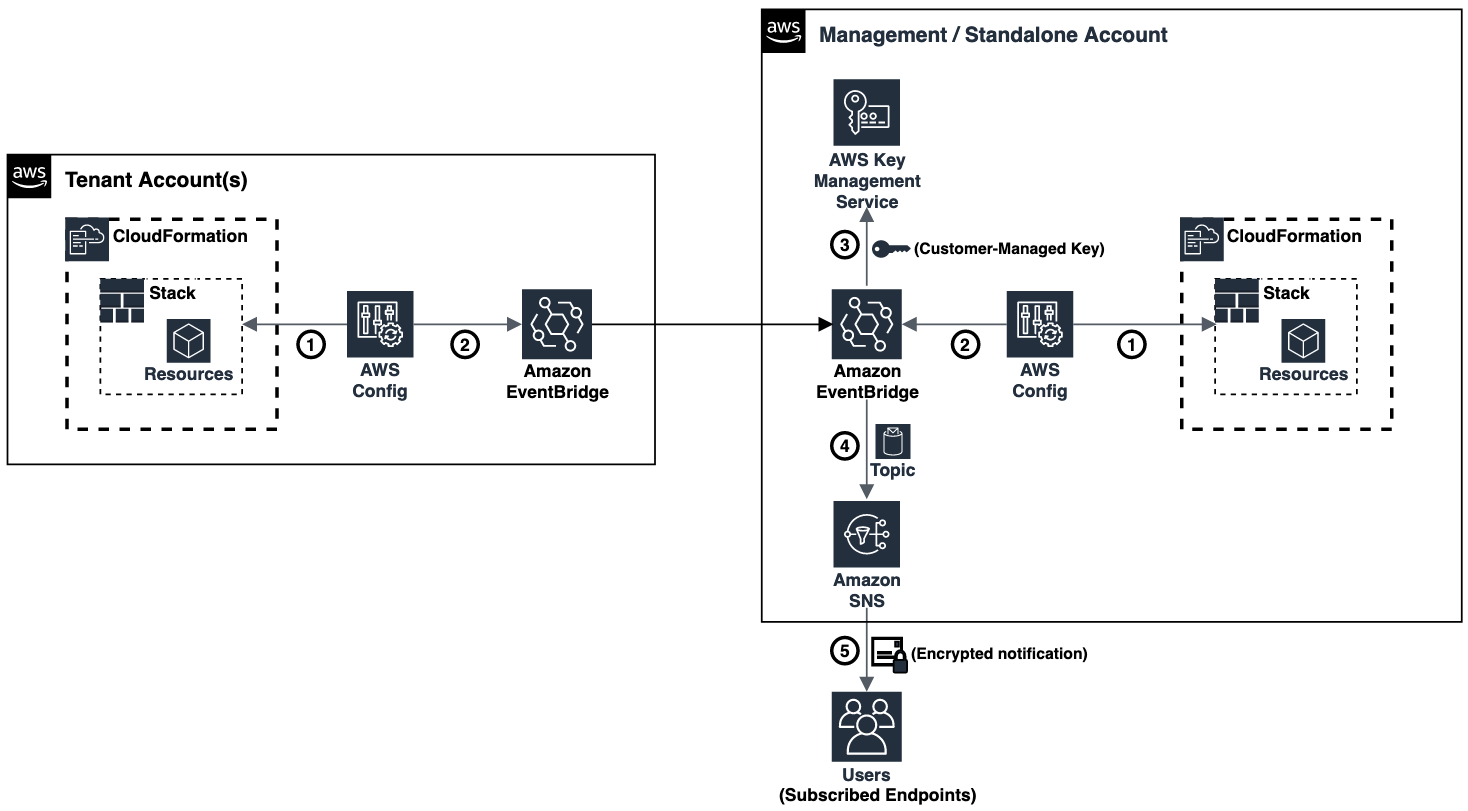 aws
Management / Standalone Account
AWS Key
Management
Service
aws
Tenant Account(s)
CloudFormation
Stack
Resources
1
AWS
Config
2
Amazon
EventBridge
3
(Customer-Managed Key)
Amazon
EventBridge
2
AWS
Config
1
CloudFormation
Stack
Resources
4
Topic
Amazon
SNS
5
(Encrypted notification)
Users
(Subscribed Endpoints)